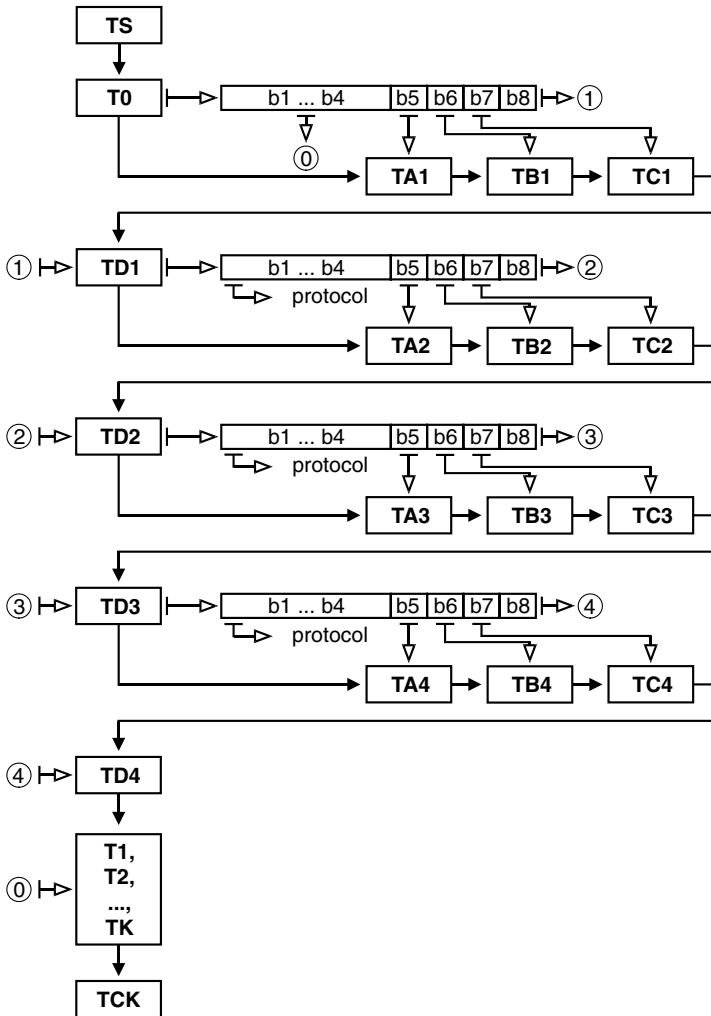 TS
T0 b1 ... b4 b5 b6 b7 b8 1
0
TA1 TB1 TC1
1 TD1 b1 ... b4 b5 b6 b7 b8 2
protocol
TA2 TB2 TC2
2 TD2 b1 ... b4 b5 b6 b7 b8 3
protocol
TA3 TB3 TC3
3 TD3 b1 ... b4 b5 b6 b7 b8 4
protocol
TA4 TB4 TC4
4 TD4
T1,
T2,
0 ...,
TK
TCK